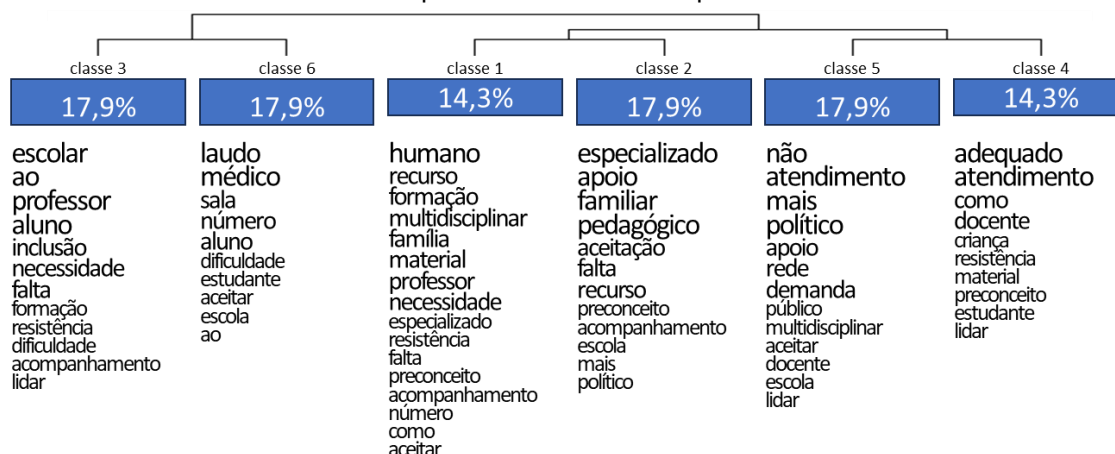 classe 3
17,9%
escolar
ao
professor
aluno
inclusão
necessidade
falta
formação
resistência
dificuldade
acompanhamento
lidar
classe 6
17,9%
laudo
médico
sala
número
aluno
dificuldade
estudante
aceitar
escola
ao
classe 1
14,3%
humano
recurso
formação
multidisciplinar
família
material
professor
necessidade
especializado
resistência
falta
preconceito
acompanhamento
número
como
aceitar
classe 2
17,9%
especializado
apoio
familiar
pedagógico
aceitação
falta
recurso
preconceito
acompanhamento
escola
mais
político
classe 5
17,9%
não
atendimento
mais
político
apoio
rede
demanda
público
multidisciplinar
aceitar
docente
escola
lidar
classe 4
14,3%
adequado
atendimento
como
docente
criança
resistência
material
preconceito
estudante
lidar